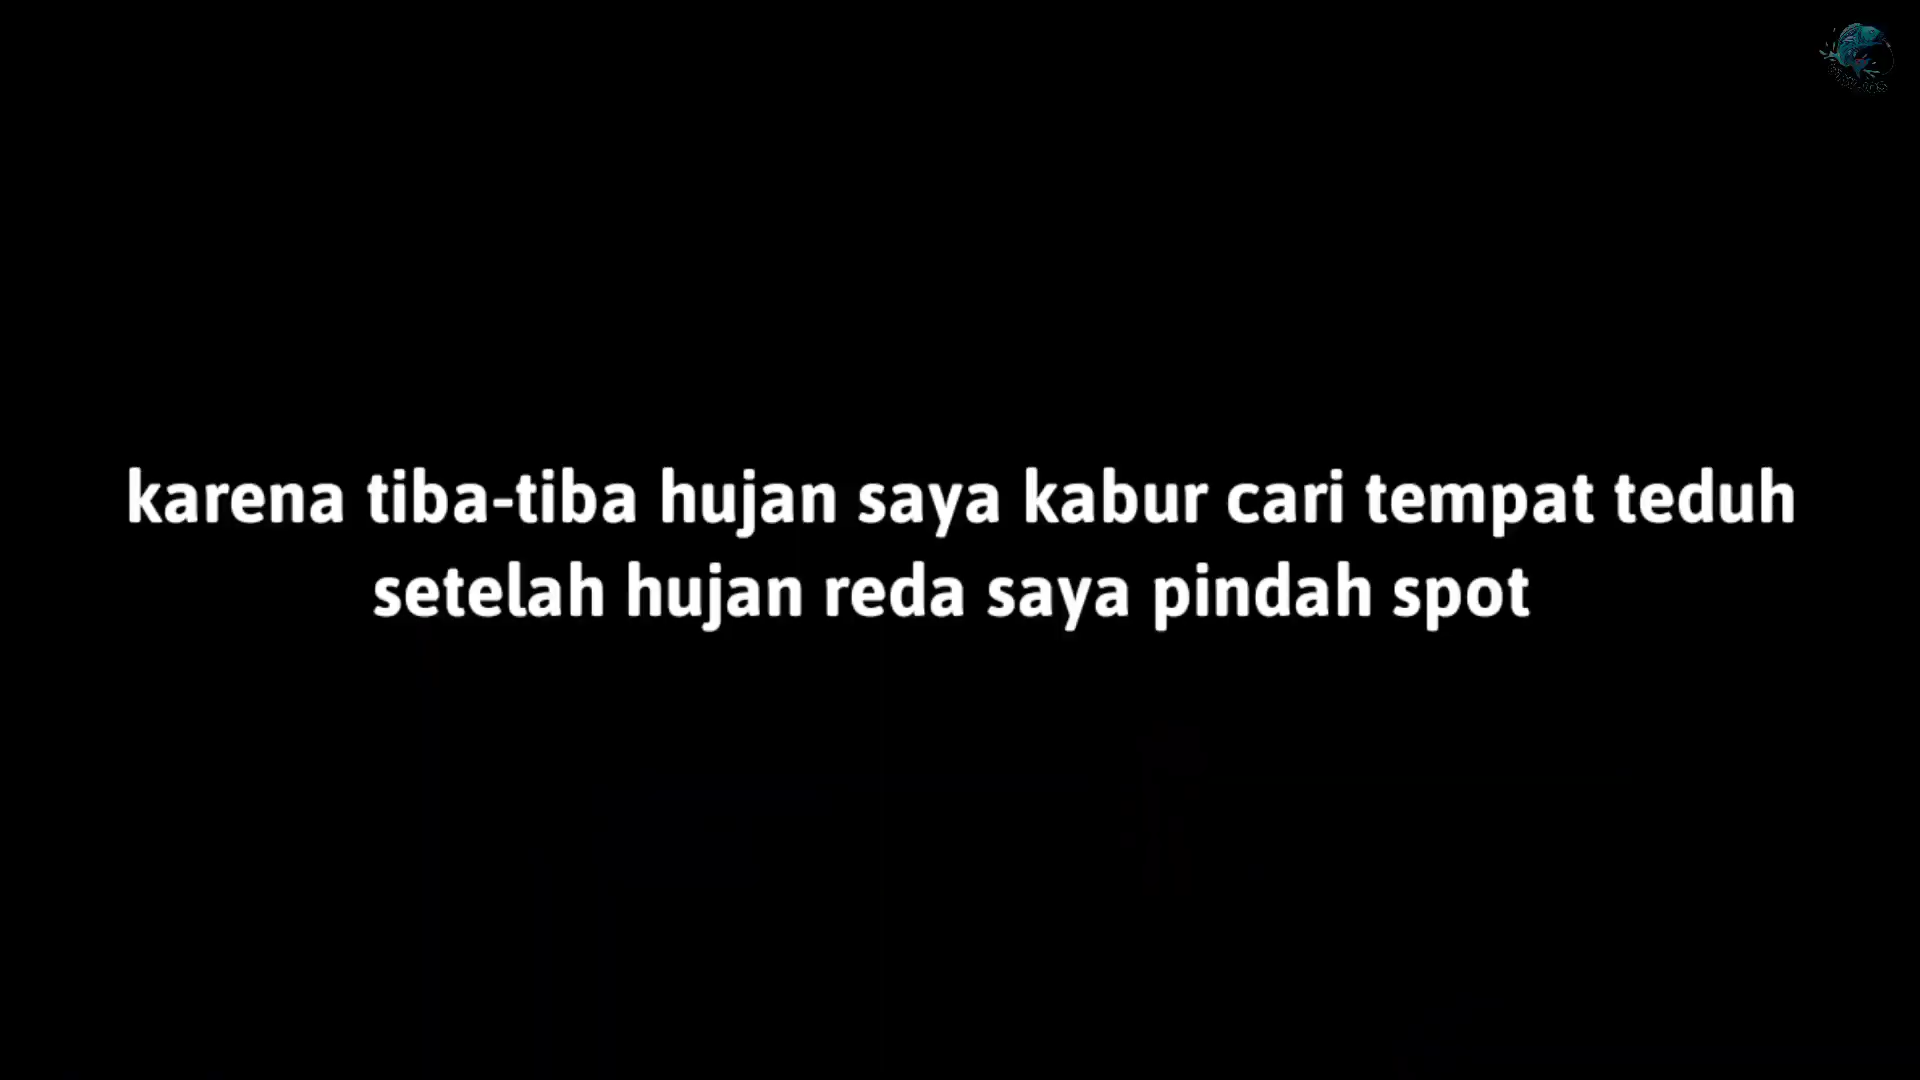 karena tiba-tiba hujan saya kabur cari tempat teduh
setelah hujan reda saya pindah spot